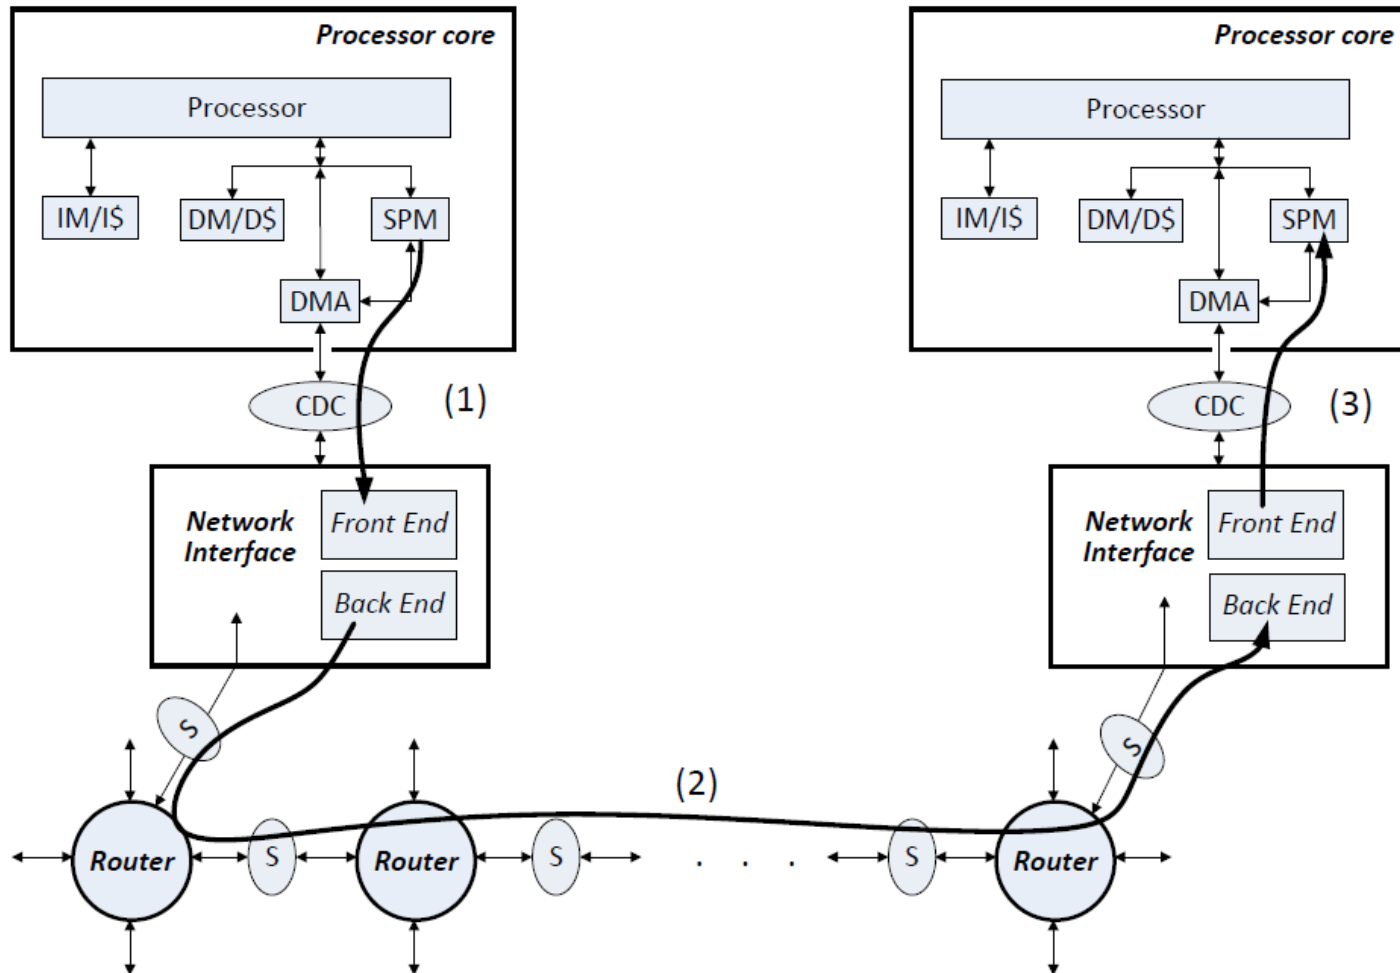 Processor core
Processor
IM/I$
DM/D$
SPM
DMA
CDC
(1)
Network
Interface
Front End
Back End
S
Router
S
Router
S
(2)
. . .
S
Router
S
Processor core
Processor
IM/I$
DM/D$
SPM
DMA
CDC
(3)
Network
Interface
Front End
Back End